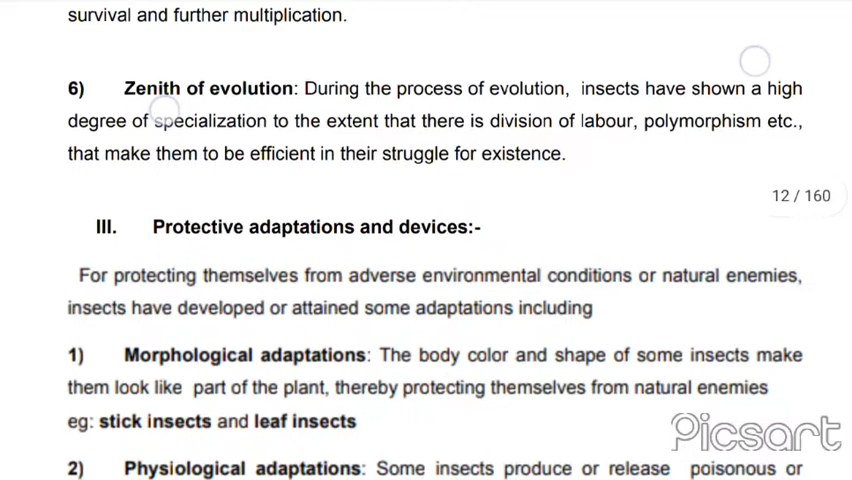 survival and further multiplication.
6) Zenith of evolution: During the process of evolution, insects have shown a high
degree of specialization to the extent that there is division of labour, polymorphism etc.,
that make them to be efficient in their struggle for existence.
12 / 160
III. Protective adaptations and devices:-
For protecting themselves from adverse environmental conditions or natural enemies,
insects have developed or attained some adaptations including
1) Morphological adaptations: The body color and shape of some insects make
them look like part of the plant, thereby protecting themselves from natural enemies
eg: stick insects and leaf insects
Picsart
2) Physiological adaptations: Some insects produce or release poisonous or